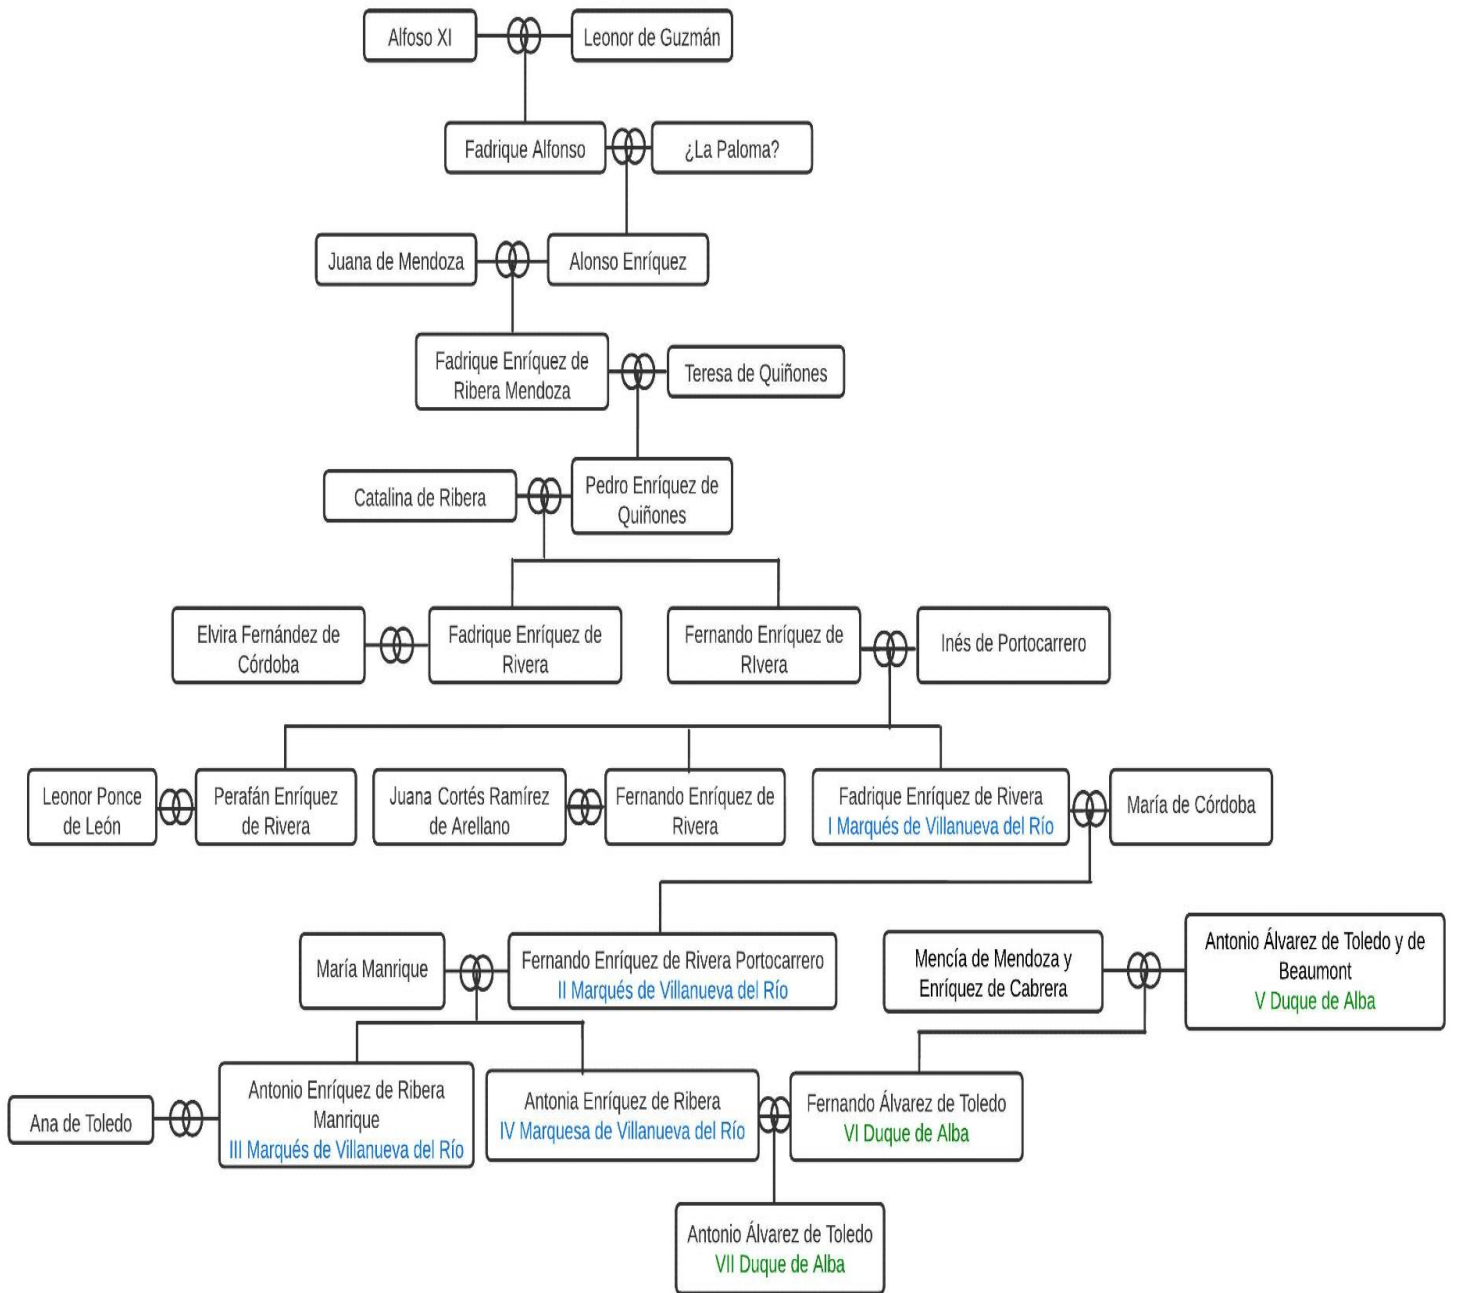 Alfoso XI
Leonor de Guzmán
Fadrique Alfonso
¿La Paloma?
Juana de Mendoza
Alonso Enríquez
Fadrique Enríquez de
Ribera Mendoza
Teresa de Quiñones
Catalina de Ribera
Pedro Enríquez de
Quiñones
Elvira Fernández de
Córdoba
Fadrique Enríquez de
Rivera
Fernando Enríquez de
RIvera
Inés de Portocarrero
Leonor Ponce
de León
Perafán Enríquez
de Rivera
Juana Cortés Ramírez
de Arellano
Fernando Enríquez de
Rivera
Fadrique Enríquez de Rivera
I Marqués de Villanueva del Río
María de Córdoba
María Manrique
Fernando Enríquez de Rivera Portocarrero
II Marqués de Villanueva del Río
Mencía de Mendoza y
Enríquez de Cabrera
Antonio Álvarez de Toledo y de
Beaumont
V Duque de Alba
Ana de Toledo
Antonio Enríquez de Ribera
Manrique
III Marqués de Villanueva del Río
Antonia Enríquez de Ribera
IV Marquesa de Villanueva del Río
Fernando Álvarez de Toledo
VI Duque de Alba
Antonio Álvarez de Toledo
VII Duque de Alba